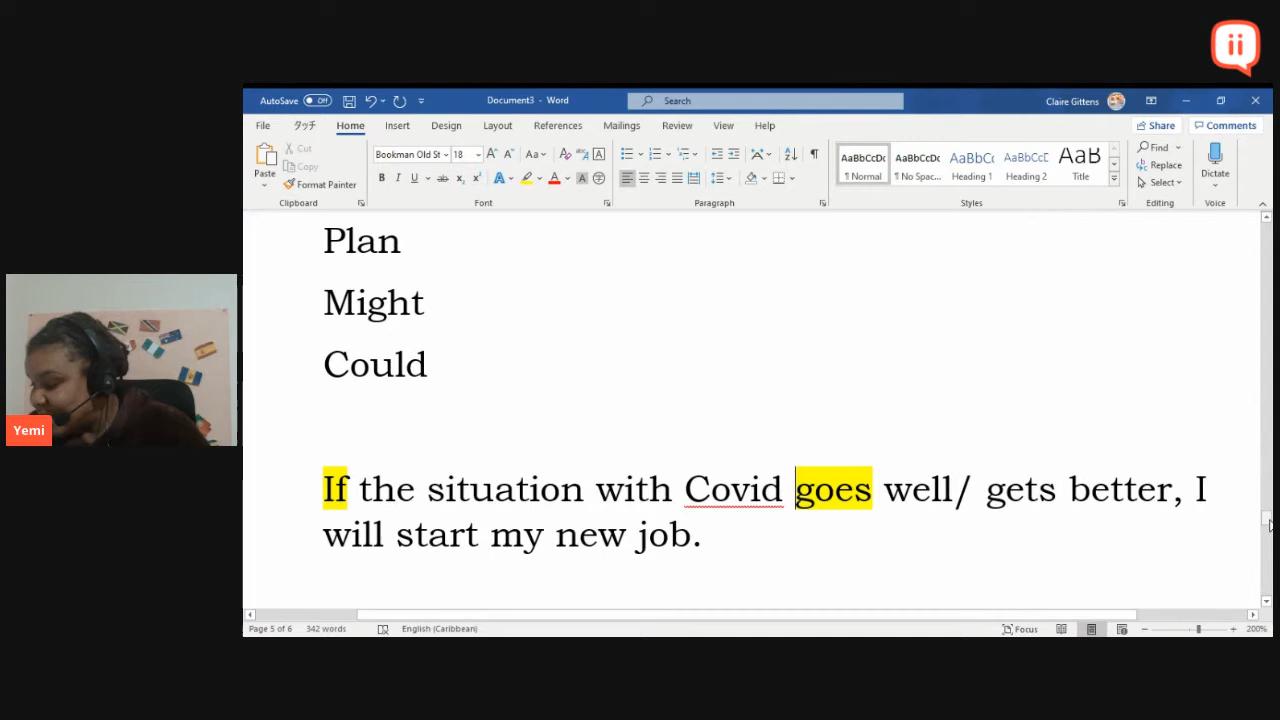 AutoSave Off Document3 - Word Search Claire Gittens
File タッチ Home Insert Design Layout References Mailings Review View Help Share Comments
Paste Cut Copy Format Painter
Bookman Old St 18 Aa
AaBbCcDc AaBbCcDc AaBbCc AaBbCcD AaB
¶ Normal ¶ No Spac... Heading 1 Heading 2 Title
Find Replace Select Dictate
Clipboard Font Paragraph Styles Editing Voice
Plan
Might
Could
If the situation with Covid goes well/ gets better, I
will start my new job.
Yemi
Page 5 of 6 342 words English (Caribbean) Focus 200%